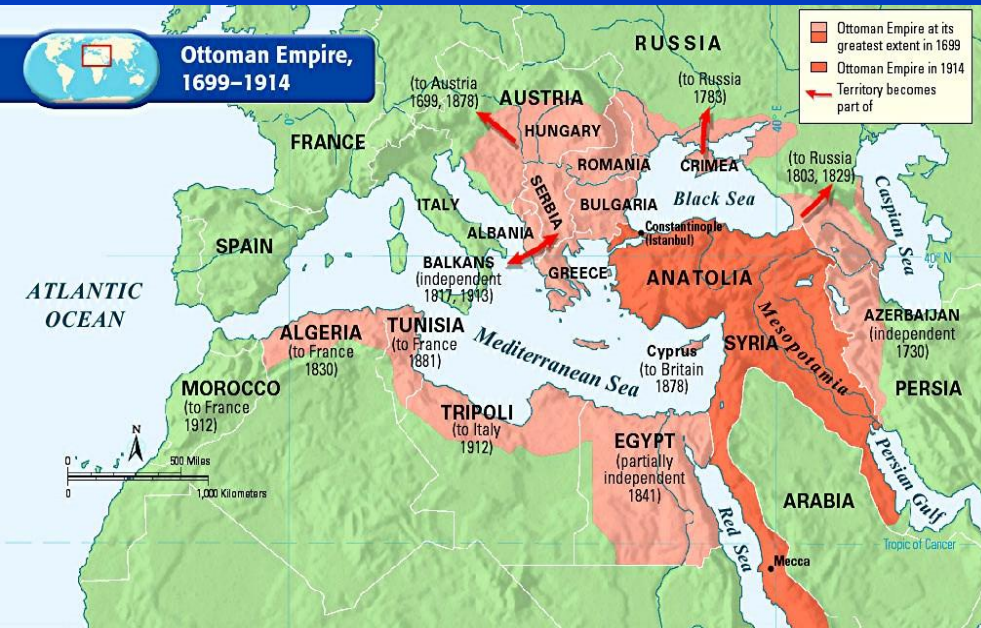 Ottoman Empire,
1699–1914
Ottoman Empire at its
greatest extent in 1699
Ottoman Empire in 1914
Territory becomes
part of
RUSSIA
(to Austria
1699, 1878)
AUSTRIA
(to Russia
1783)
40° E
0°
FRANCE
HUNGARY
ROMANIA
CRIMEA
(to Russia
1803, 1829)
SERBIA
BULGARIA
Black Sea
Caspian Sea
ITALY
ALBANIA
Constantinople
(Istanbul)
SPAIN
BALKANS
(independent
1817, 1913)
GREECE
ANATOLIA
40° N
ATLANTIC
OCEAN
ALGERIA
(to France
1830)
TUNISIA
(to France
1881)
Mediterranean Sea
Cyprus
(to Britain
1878)
SYRIA
Mesopotamia
AZERBAIJAN
(independent
1730)
MOROCCO
(to France
1912)
PERSIA
TRIPOLI
(to Italy
1912)
EGYPT
(partially
independent
1841)
N
0
500 Miles
0
1,000 Kilometers
ARABIA
Persian Gulf
Red Sea
Tropic of Cancer
Mecca